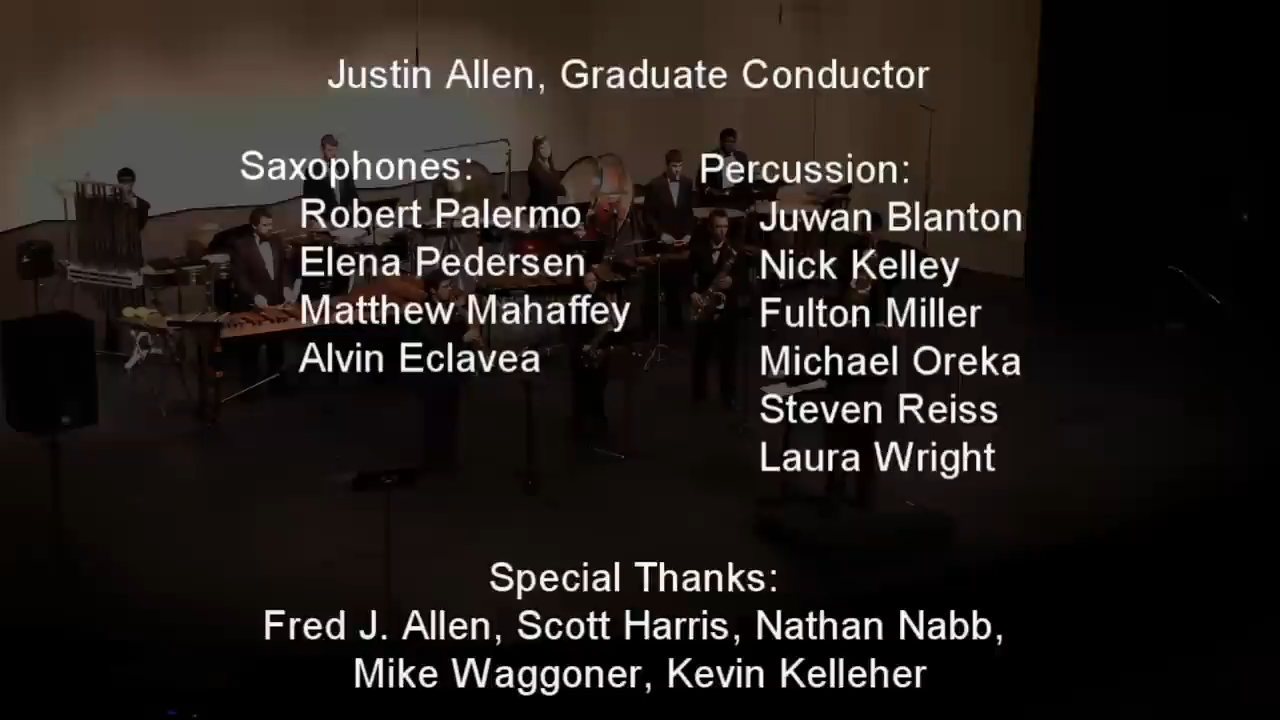 Justin Allen, Graduate Conductor
Saxophones:
Robert Palermo
Elena Pedersen
Matthew Mahaffey
Alvin Eclavea
Percussion:
Juwan Blanton
Nick Kelley
Fulton Miller
Michael Oreka
Steven Reiss
Laura Wright
Special Thanks:
Fred J. Allen, Scott Harris, Nathan Nabb,
Mike Waggoner, Kevin Kelleher